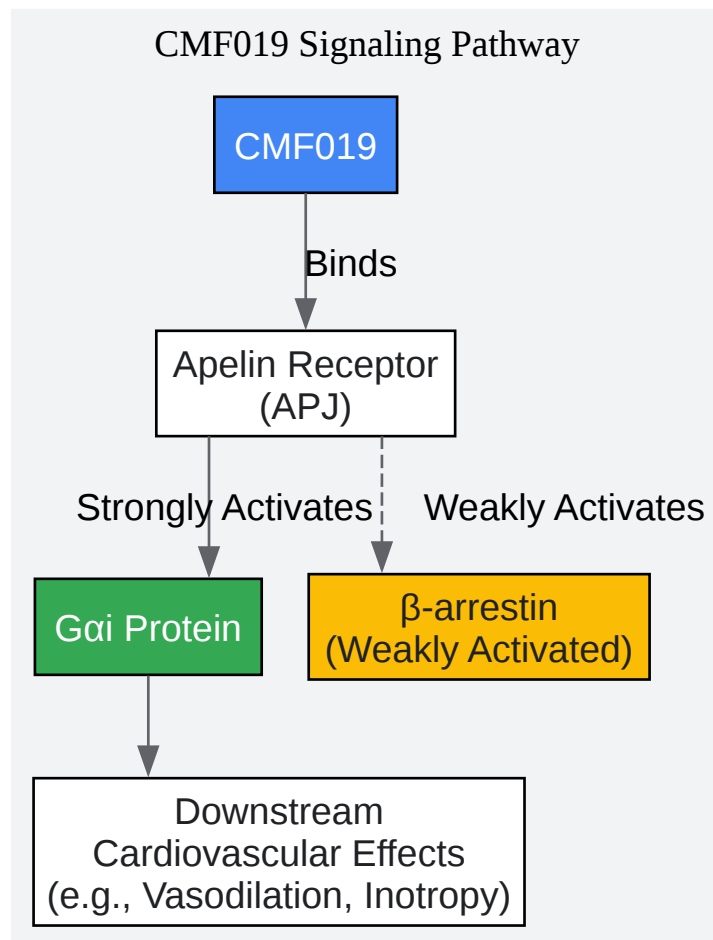 CMF019 Signaling Pathway
CMF019
Binds
Apelin Receptor
(APJ)
Strongly Activates
Weakly Activates
Gαi Protein
β-arrestin
(Weakly Activated)
Downstream
Cardiovascular Effects
(e.g., Vasodilation, Inotropy)